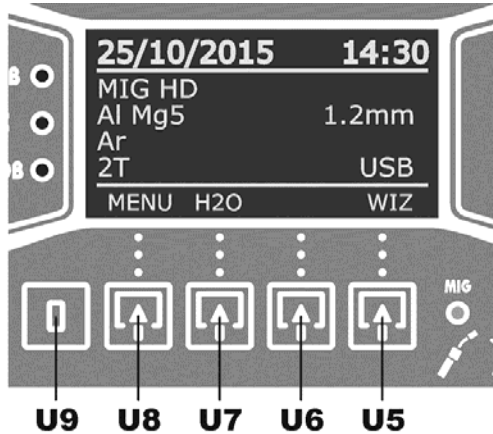 25/10/2015 14:30
MIG HD
Al Mg5 1.2mm
Ar
2T USB
MENU H2O WIZ
MIG
U9 U8 U7 U6 U5